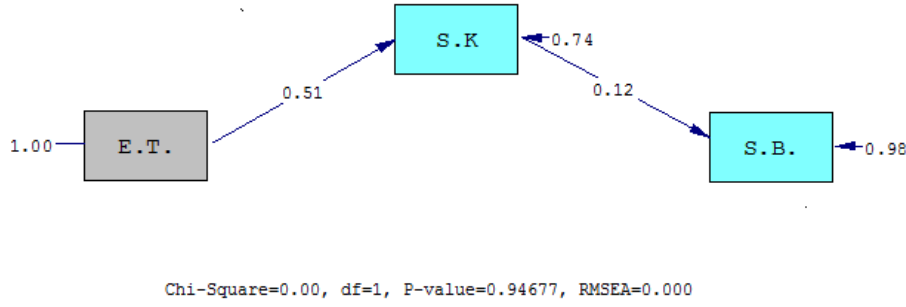 S.K
0.74
0.51
0.12
1.00
E.T.
S.B.
0.98
Chi-Square=0.00, df=1, P-value=0.94677, RMSEA=0.000